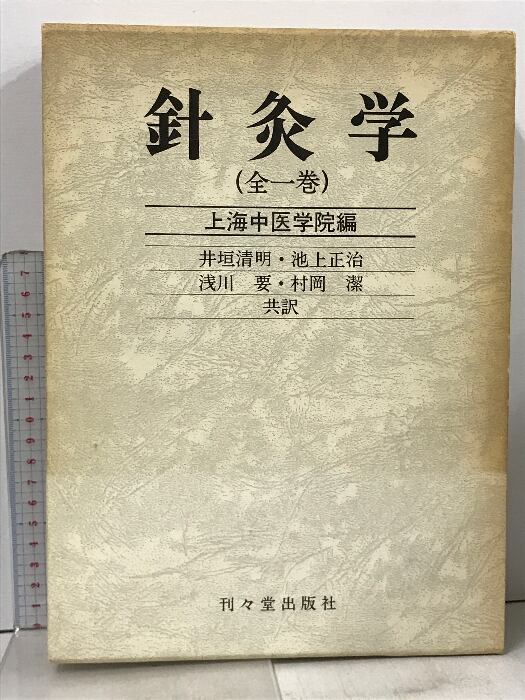 針灸学
(全一巻)
上海中医学院編
井垣清明・池上正治
浅川 要・村岡 潔
共訳
刊々堂出版社